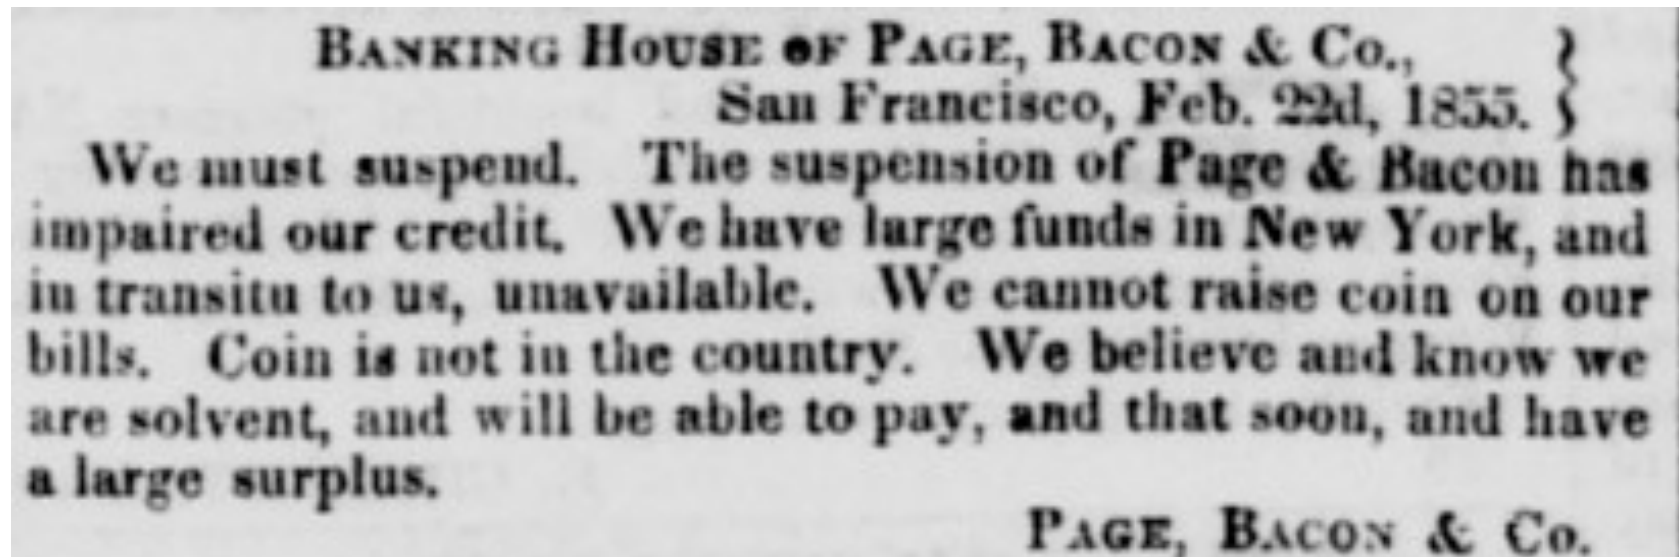 BANKING HOUSE OF PAGE, BACON & CO.,
San Francisco, Feb. 22d, 1855.
We must suspend. The suspension of Page & Bacon has
impaired our credit. We have large funds in New York, and
in transitu to us, unavailable. We cannot raise coin on our
bills. Coin is not in the country. We believe and know we
are solvent, and will be able to pay, and that soon, and have
a large surplus.
PAGE, BACON & CO.